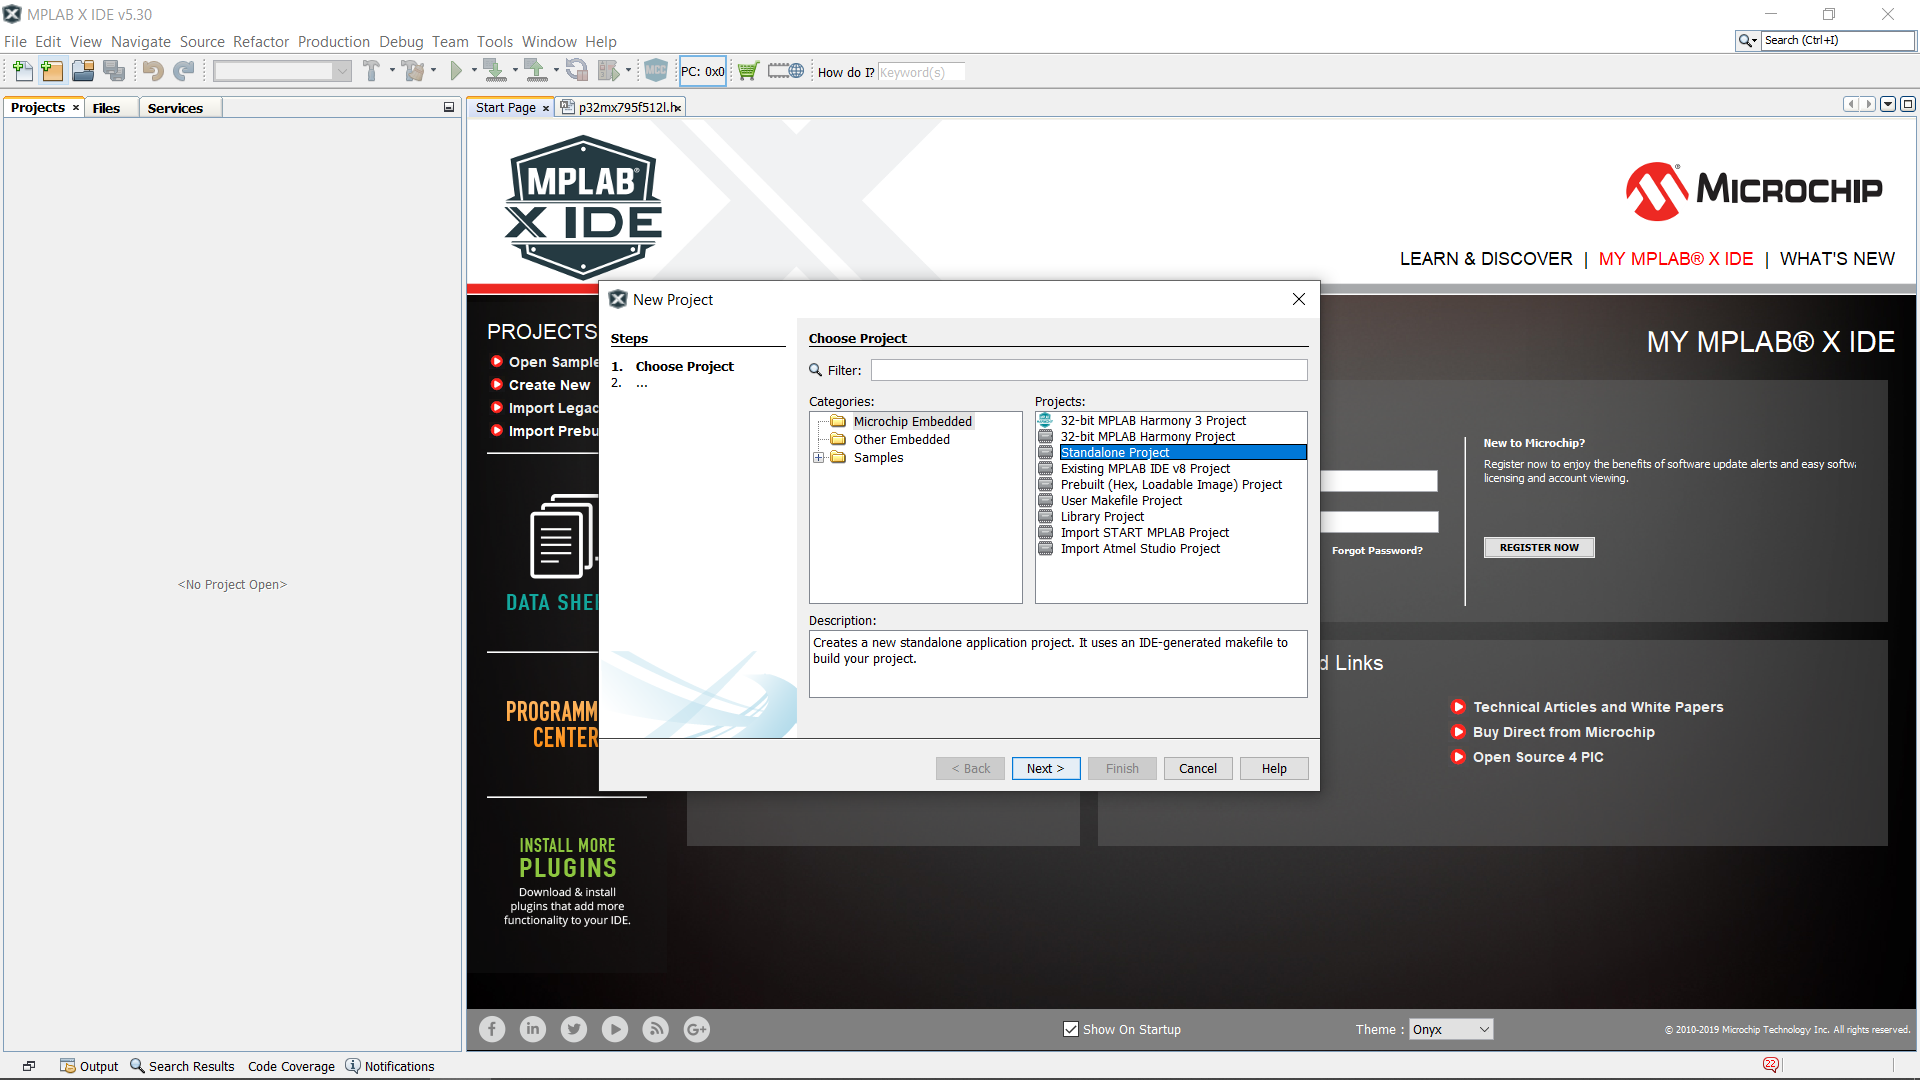 MPLAB X IDE v5.30
File Edit View Navigate Source Refactor Production Debug Team Tools Window Help
Search (Ctrl+I)
MCC
PC: 0x0
How do I? Keyword(s)
Projects
Files
Services
Start Page
p32mx795f512l.h
<No Project Open>
MPLAB®
X IDE
MICROCHIP
LEARN & DISCOVER | MY MPLAB® X IDE | WHAT'S NEW
PROJECTS
Open Sample
Create New
Import Legac
Import Prebu
DATA SHE
PROGRAMM
CENTER
INSTALL MORE
PLUGINS
Download & install
plugins that add more
functionality to your IDE.
New Project
Steps
1. Choose Project
2. ...
Choose Project
Filter:
Categories:
Microchip Embedded
Other Embedded
Samples
Projects:
32-bit MPLAB Harmony 3 Project
32-bit MPLAB Harmony Project
Standalone Project
Existing MPLAB IDE v8 Project
Prebuilt (Hex, Loadable Image) Project
User Makefile Project
Library Project
Import START MPLAB Project
Import Atmel Studio Project
Description:
Creates a new standalone application project. It uses an IDE-generated makefile to
build your project.
< Back
Next >
Finish
Cancel
Help
MY MPLAB® X IDE
Forgot Password?
New to Microchip?
Register now to enjoy the benefits of software update alerts and easy softwa
licensing and account viewing.
REGISTER NOW
d Links
Technical Articles and White Papers
Buy Direct from Microchip
Open Source 4 PIC
f in G+
Show On Startup
Theme : Onyx
© 2010-2019 Microchip Technology Inc. All rights reserved.
Output
Search Results
Code Coverage
Notifications
22